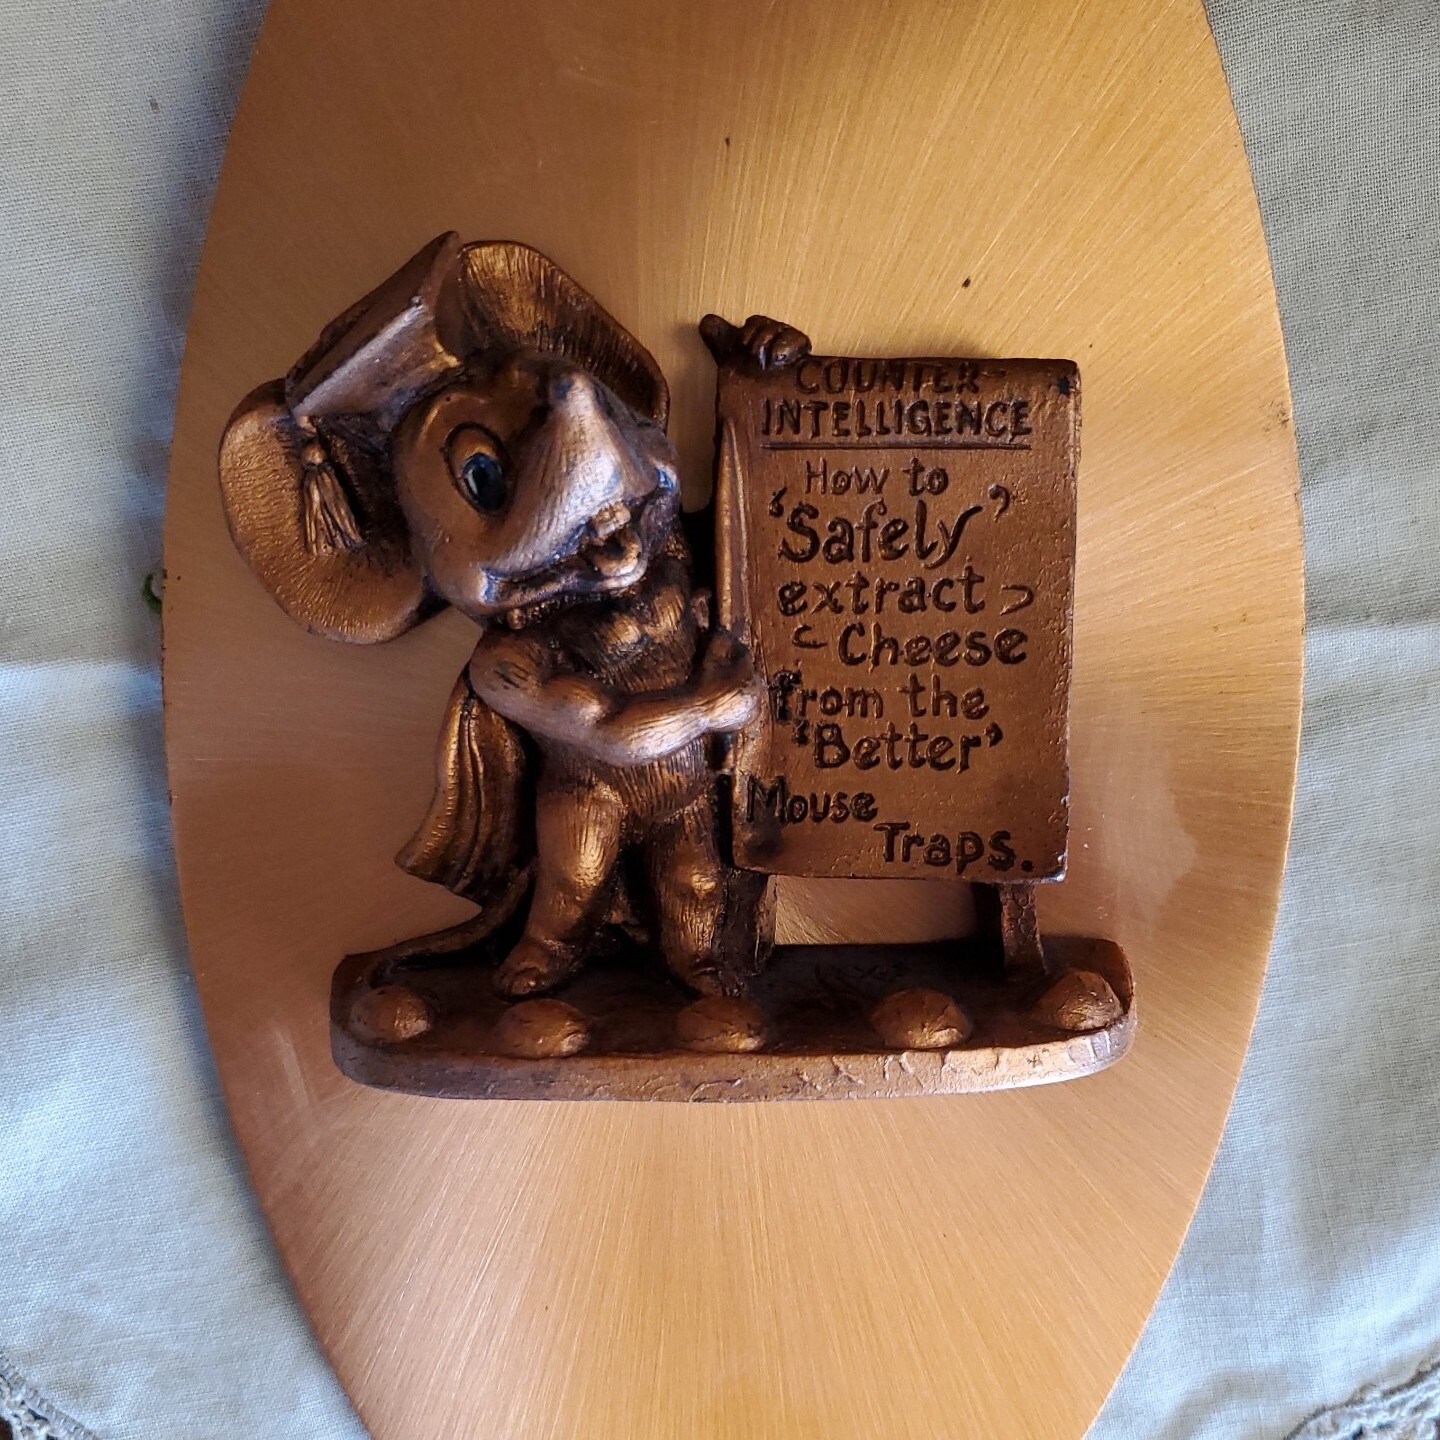 COUNTER-
INTELLIGENCE
How to
'Safely'
extract
Cheese
from the
'Better'
Mouse
Traps.